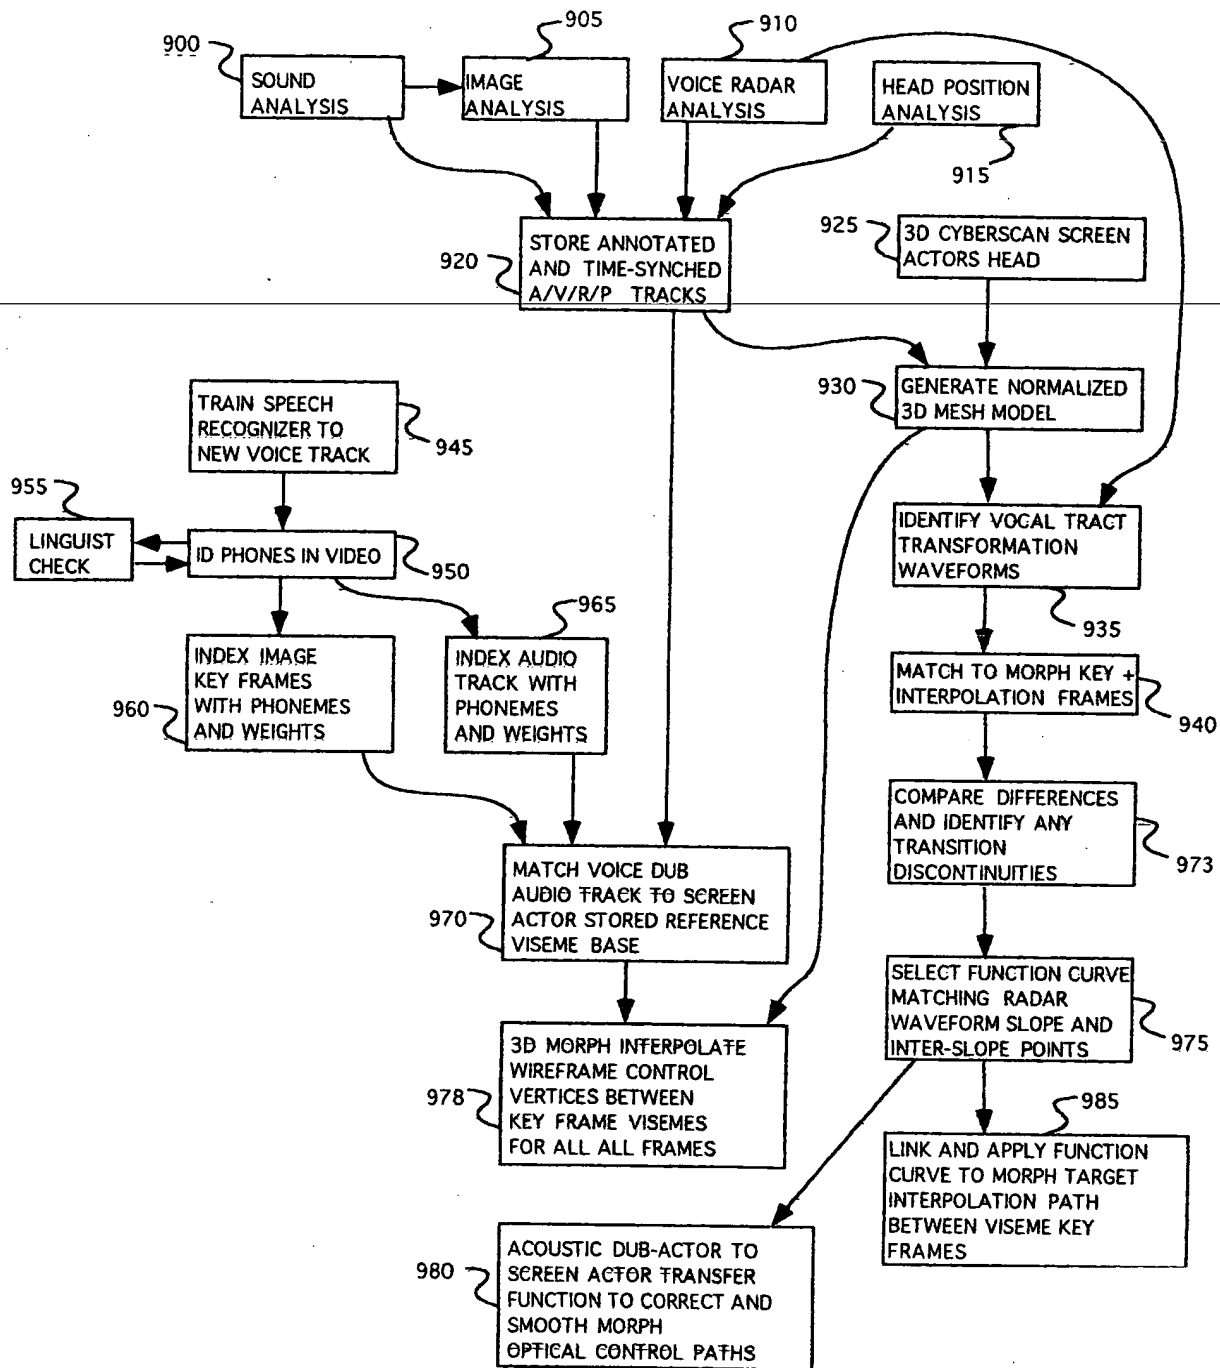 900
905
910
SOUND
ANALYSIS
IMAGE
ANALYSIS
VOICE RADAR
ANALYSIS
HEAD POSITION
ANALYSIS
915
STORE ANNOTATED
AND TIME-SYNCHED
A/V/R/P TRACKS
920
925
3D CYBERSCAN SCREEN
ACTORS HEAD
930
GENERATE NORMALIZED
3D MESH MODEL
TRAIN SPEECH
RECOGNIZER TO
NEW VOICE TRACK
945
955
LINGUIST
CHECK
ID PHONES IN VIDEO
950
IDENTIFY VOCAL TRACT
TRANSFORMATION
WAVEFORMS
935
965
INDEX IMAGE
KEY FRAMES
WITH PHONEMES
AND WEIGHTS
960
INDEX AUDIO
TRACK WITH
PHONEMES
AND WEIGHTS
MATCH TO MORPH KEY +
INTERPOLATION FRAMES
940
COMPARE DIFFERENCES
AND IDENTIFY ANY
TRANSITION
DISCONTINUITIES
973
MATCH VOICE DUB
AUDIO TRACK TO SCREEN
ACTOR STORED REFERENCE
VISEME BASE
970
SELECT FUNCTION CURVE
MATCHING RADAR
WAVEFORM SLOPE AND
INTER-SLOPE POINTS
975
3D MORPH INTERPOLATE
WIREFRAME CONTROL
VERTICES BETWEEN
KEY FRAME VISEMES
FOR ALL ALL FRAMES
978
985
LINK AND APPLY FUNCTION
CURVE TO MORPH TARGET
INTERPOLATION PATH
BETWEEN VISEME KEY
FRAMES
980
ACOUSTIC DUB-ACTOR TO
SCREEN ACTOR TRANSFER
FUNCTION TO CORRECT AND
SMOOTH MORPH
OPTICAL CONTROL PATHS